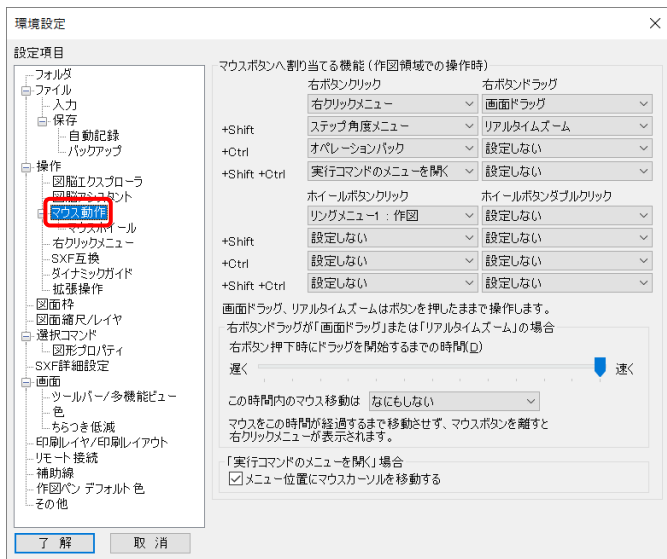 環境設定
設定項目
フォルダ
ファイル
入力
保存
自動記録
バックアップ
操作
図脳エクスプローラ
図脳アシスタント
マウス動作
マウスホイール
右クリックメニュー
SXF互換
ダイナミックガイド
拡張操作
図面枠
図面縮尺/レイヤ
選択コマンド
図形プロパティ
SXF詳細設定
画面
ツールバー/多機能ビュー
色
ちらつき低減
印刷レイヤ/印刷レイアウト
リモート接続
補助線
作図ペン デフォルト色
その他
了 解 取 消
マウスボタンへ割り当てる機能(作図領域での操作時)
右ボタンクリック 右ボタンドラッグ
右クリックメニュー 画面ドラッグ
+Shift ステップ角度メニュー リアルタイムズーム
+Ctrl オペレーションパック 設定しない
+Shift +Ctrl 実行コマンドのメニューを開く 設定しない
ホイールボタンクリック ホイールボタンダブルクリック
リングメニュー1 : 作図 設定しない
+Shift 設定しない 設定しない
+Ctrl 設定しない 設定しない
+Shift +Ctrl 設定しない 設定しない
画面ドラッグ、リアルタイムズームはボタンを押したままで操作します。
右ボタンドラッグが「画面ドラッグ」または「リアルタイムズーム」の場合
右ボタン押下時にドラッグを開始するまでの時間(D)
遅く 速く
この時間内のマウス移動は なにもしない
マウスをこの時間が経過するまで移動させず、マウスボタンを離すと
右クリックメニューが表示されます。
「実行コマンドのメニューを開く」場合
メニュー位置にマウスカーソルを移動する